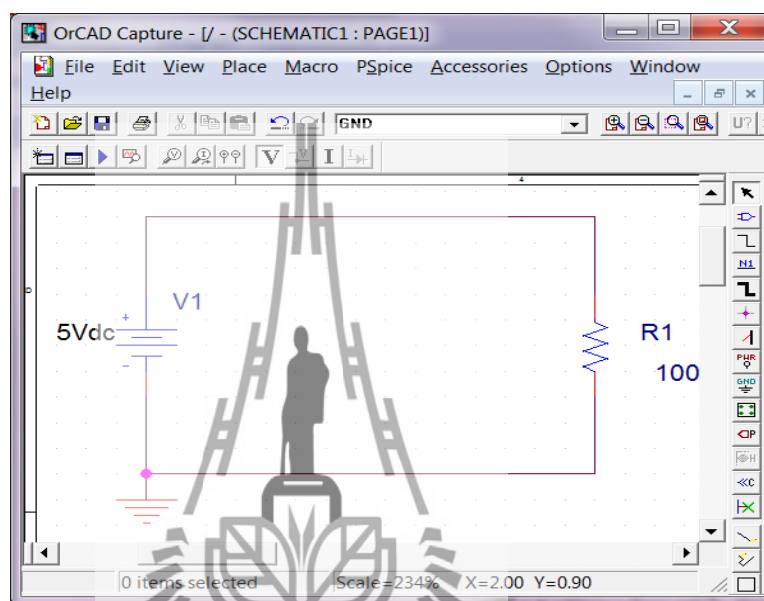 OrCAD Capture - [/ - (SCHEMATIC1 : PAGE1)]
File Edit View Place Macro PSpice Accessories Options Window
Help
GND
U?
V I
4
N1
V1
5Vdc
+
-
R1
100
PWR
GND
P
H
«C
0 items selected Scale=234% X=2.00 Y=0.90